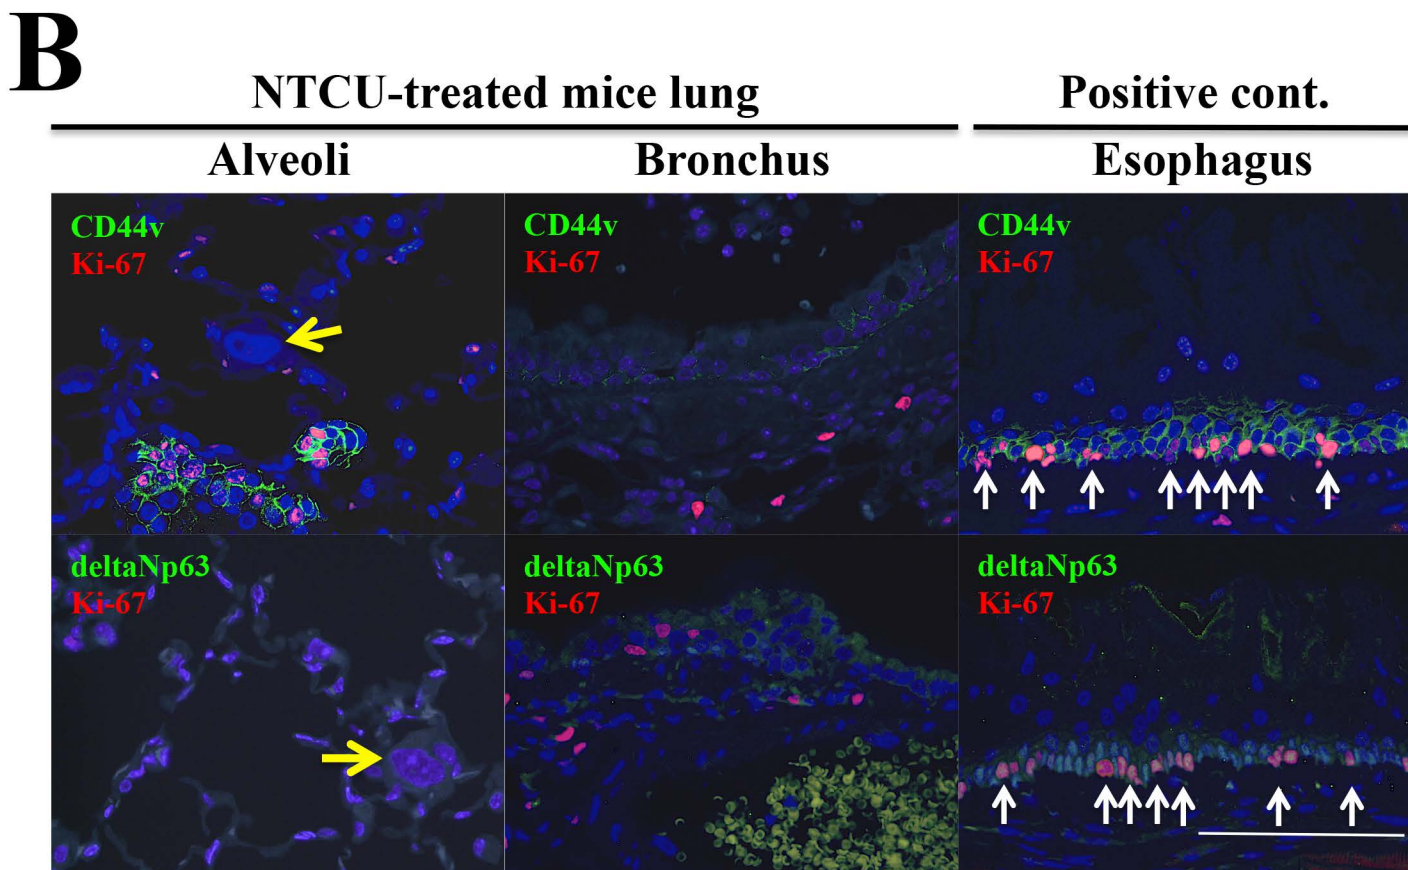 B
NTCU-treated mice lung
Positive cont.
Alveoli
Bronchus
Esophagus
CD44v
Ki-67
CD44v
Ki-67
CD44v
Ki-67
deltaNp63
Ki-67
deltaNp63
Ki-67
deltaNp63
Ki-67